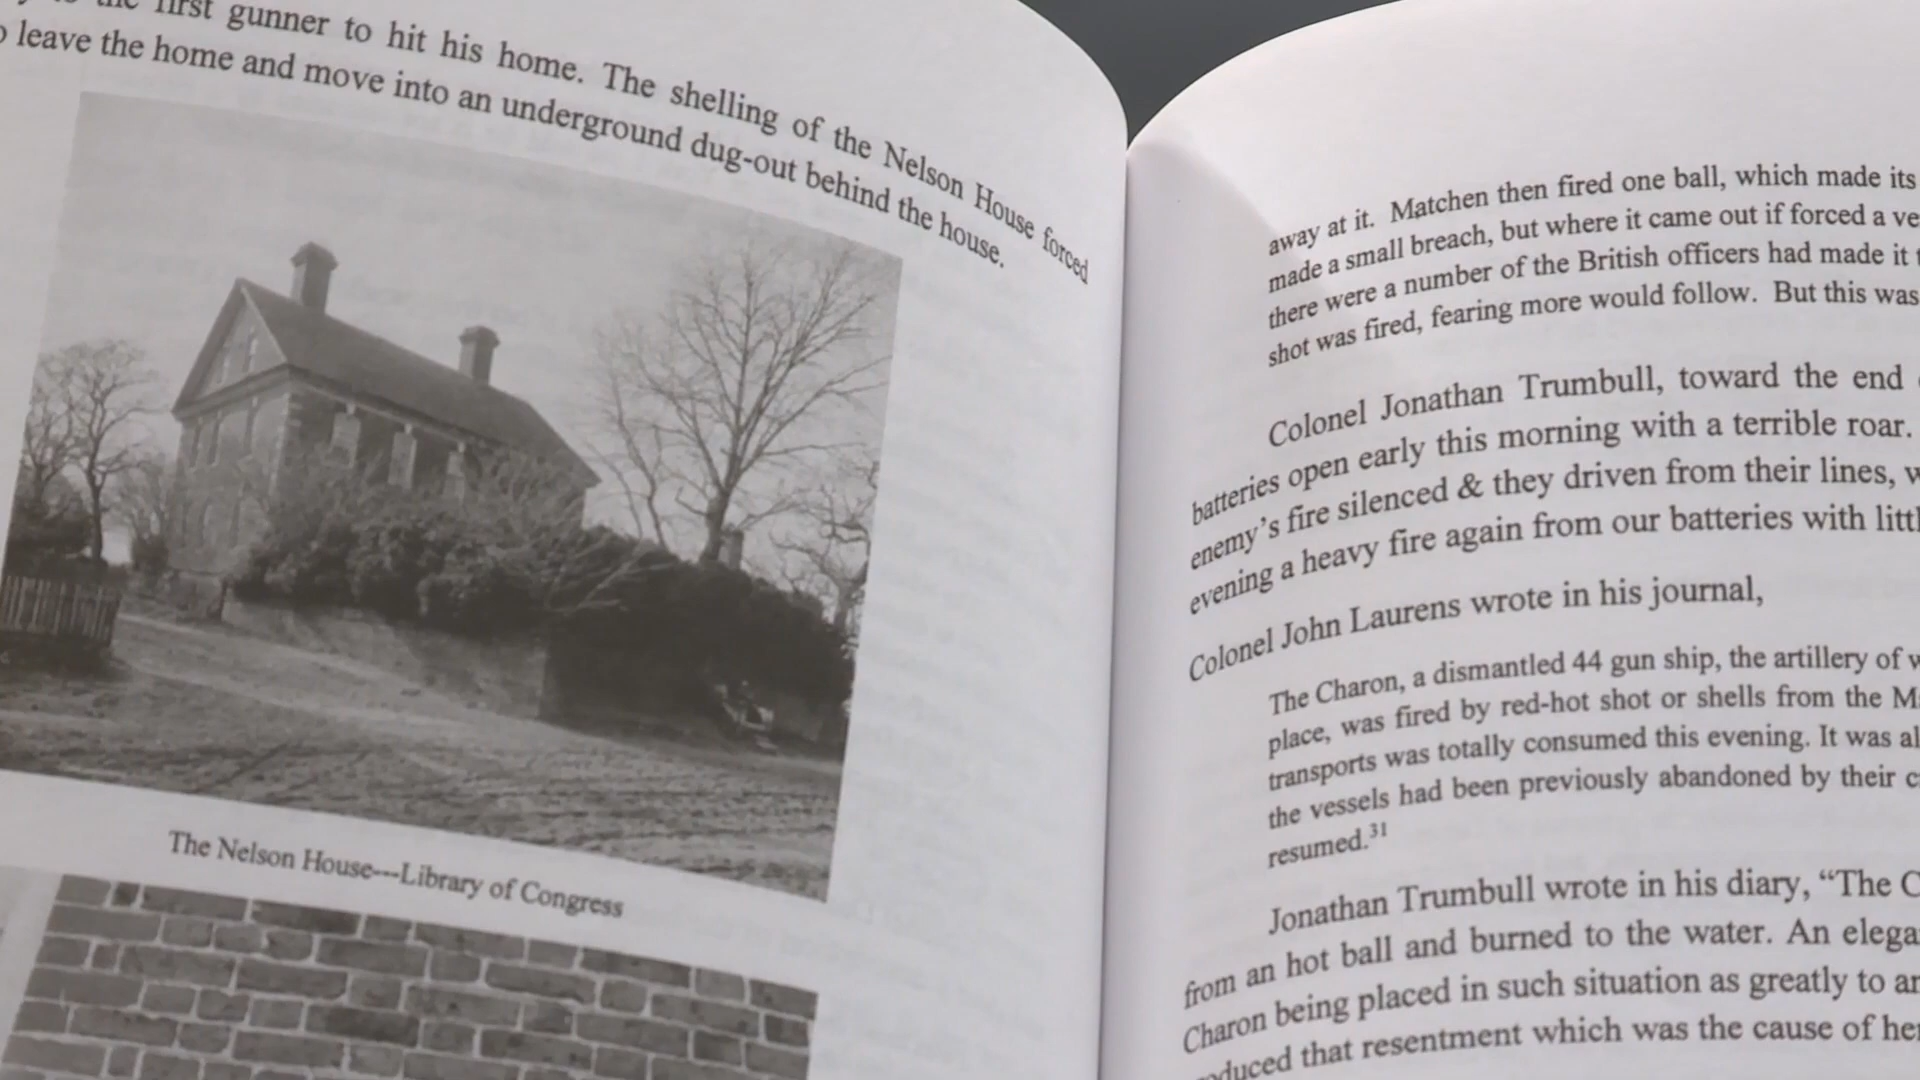 first gunner to hit his home. The shelling of the Nelson House forced
leave the home and move into an underground dug-out behind the house.
The Nelson House---Library of Congress
away at it. Matchen then fired one ball, which made its
made a small breach, but where it came out if forced a
there were a number of the British officers had made it
shot was fired, fearing more would follow. But this was
Colonel Jonathan Trumbull, toward the end
batteries open early this morning with a terrible roar.
enemy's fire silenced & they driven from their lines,
evening a heavy fire again from our batteries with
Colonel John Laurens wrote in his journal,
The Charon, a dismantled 44 gun ship, the artillery of
place, was fired by red-hot shot or shells from the
transports was totally consumed this evening. It was
the vessels had been previously abandoned by their
resumed.31
Jonathan Trumbull wrote in his diary, “The
from an hot ball and burned to the water. An
Charon being placed in such situation as greatly to
that resentment which was the cause of